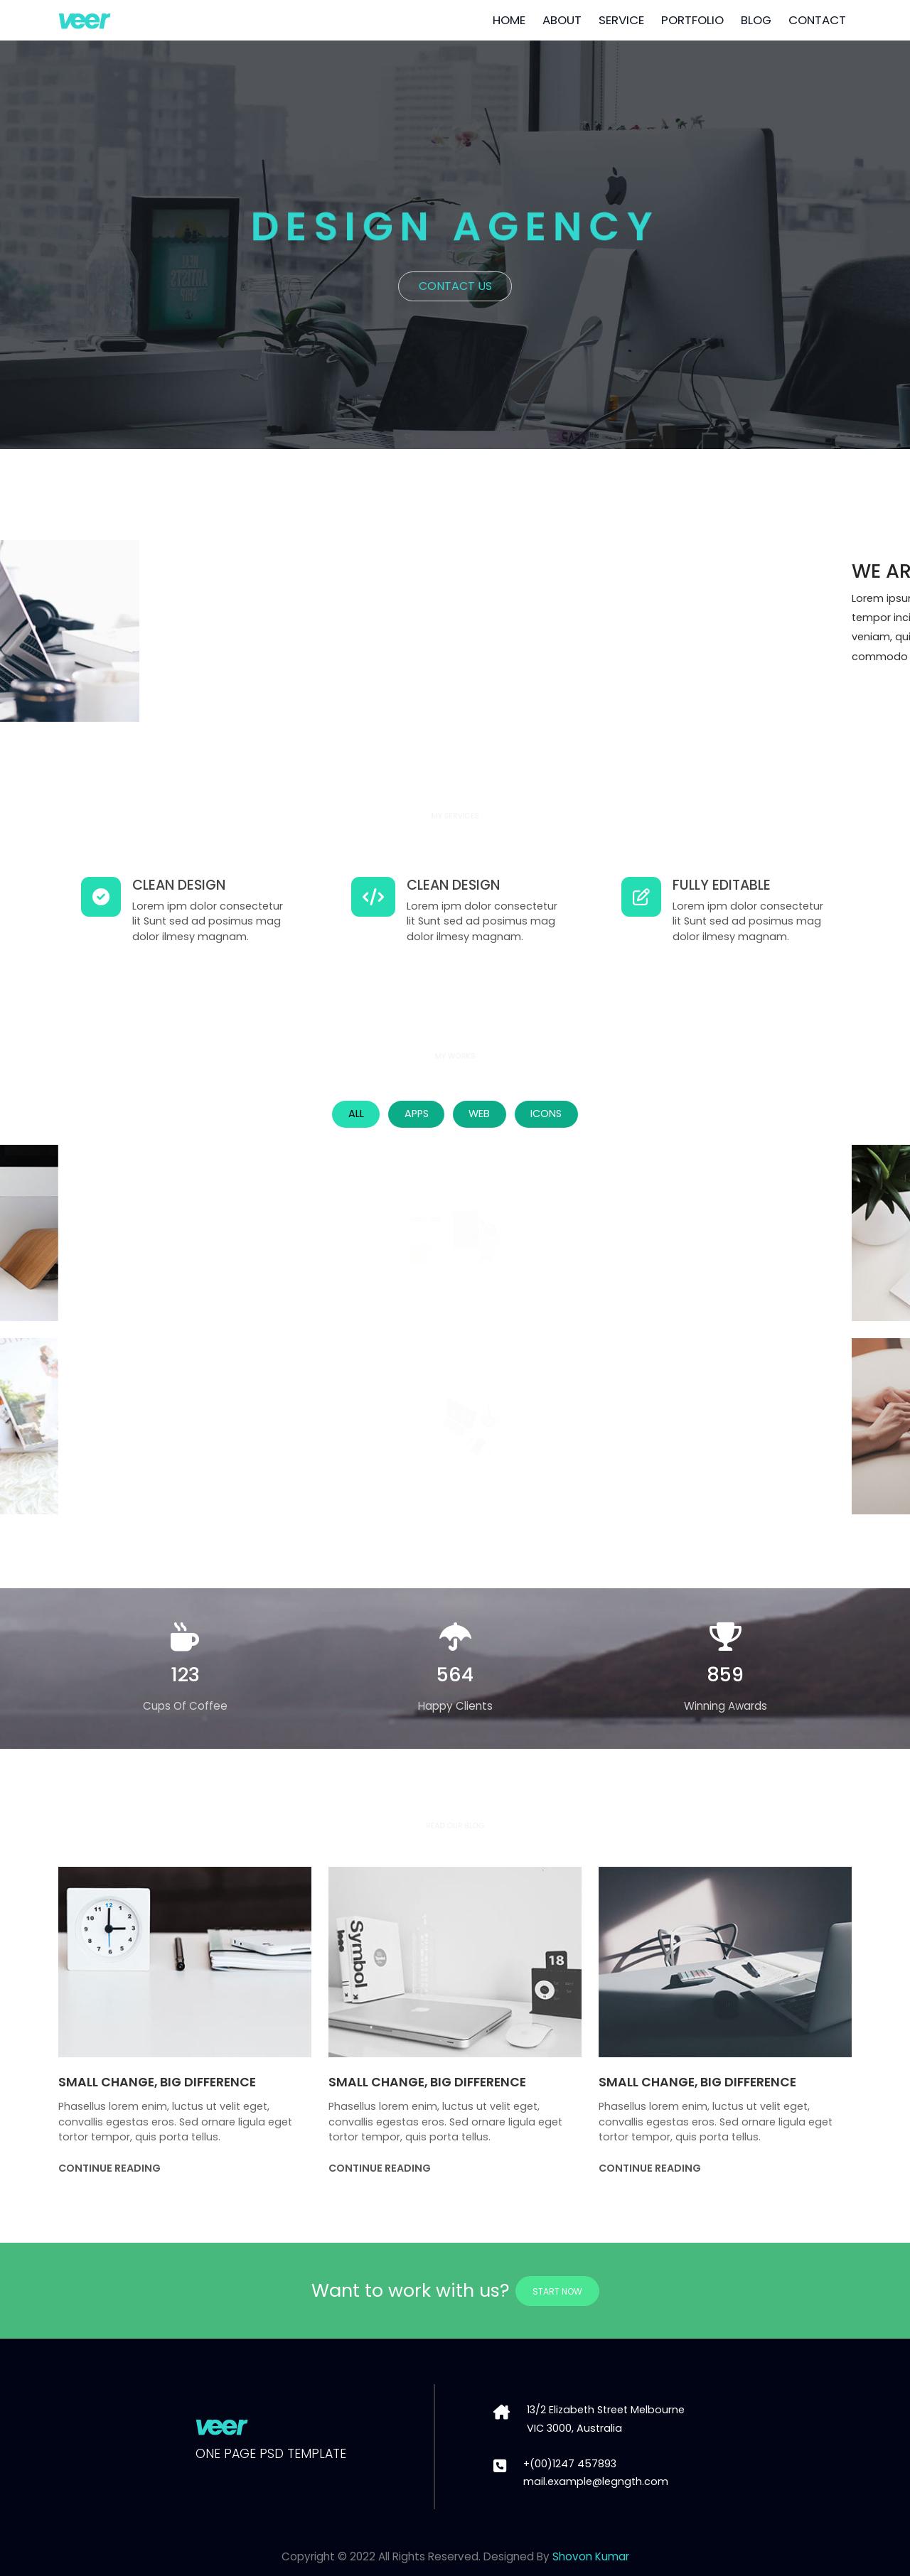 veer
HOME ABOUT SERVICE PORTFOLIO BLOG CONTACT
DESIGN AGENCY
CONTACT US
WE AR
Lorem ipsu
tempor inci
veniam, qui
commodo
CLEAN DESIGN
Lorem ipm dolor consectetur
lit Sunt sed ad posimus mag
dolor ilmesy magnam.
CLEAN DESIGN
Lorem ipm dolor consectetur
lit Sunt sed ad posimus mag
dolor ilmesy magnam.
FULLY EDITABLE
Lorem ipm dolor consectetur
lit Sunt sed ad posimus mag
dolor ilmesy magnam.
ALL APPS WEB ICONS
123
Cups Of Coffee
564
Happy Clients
859
Winning Awards
Symbol
18
SMALL CHANGE, BIG DIFFERENCE
Phasellus lorem enim, luctus ut velit eget,
convallis egestas eros. Sed ornare ligula eget
tortor tempor, quis porta tellus.
CONTINUE READING
SMALL CHANGE, BIG DIFFERENCE
Phasellus lorem enim, luctus ut velit eget,
convallis egestas eros. Sed ornare ligula eget
tortor tempor, quis porta tellus.
CONTINUE READING
SMALL CHANGE, BIG DIFFERENCE
Phasellus lorem enim, luctus ut velit eget,
convallis egestas eros. Sed ornare ligula eget
tortor tempor, quis porta tellus.
CONTINUE READING
Want to work with us? START NOW
veer
ONE PAGE PSD TEMPLATE
13/2 Elizabeth Street Melbourne
VIC 3000, Australia
+(00)1247 457893
mail.example@legngth.com
Copyright © 2022 All Rights Reserved. Designed By Shovon Kumar